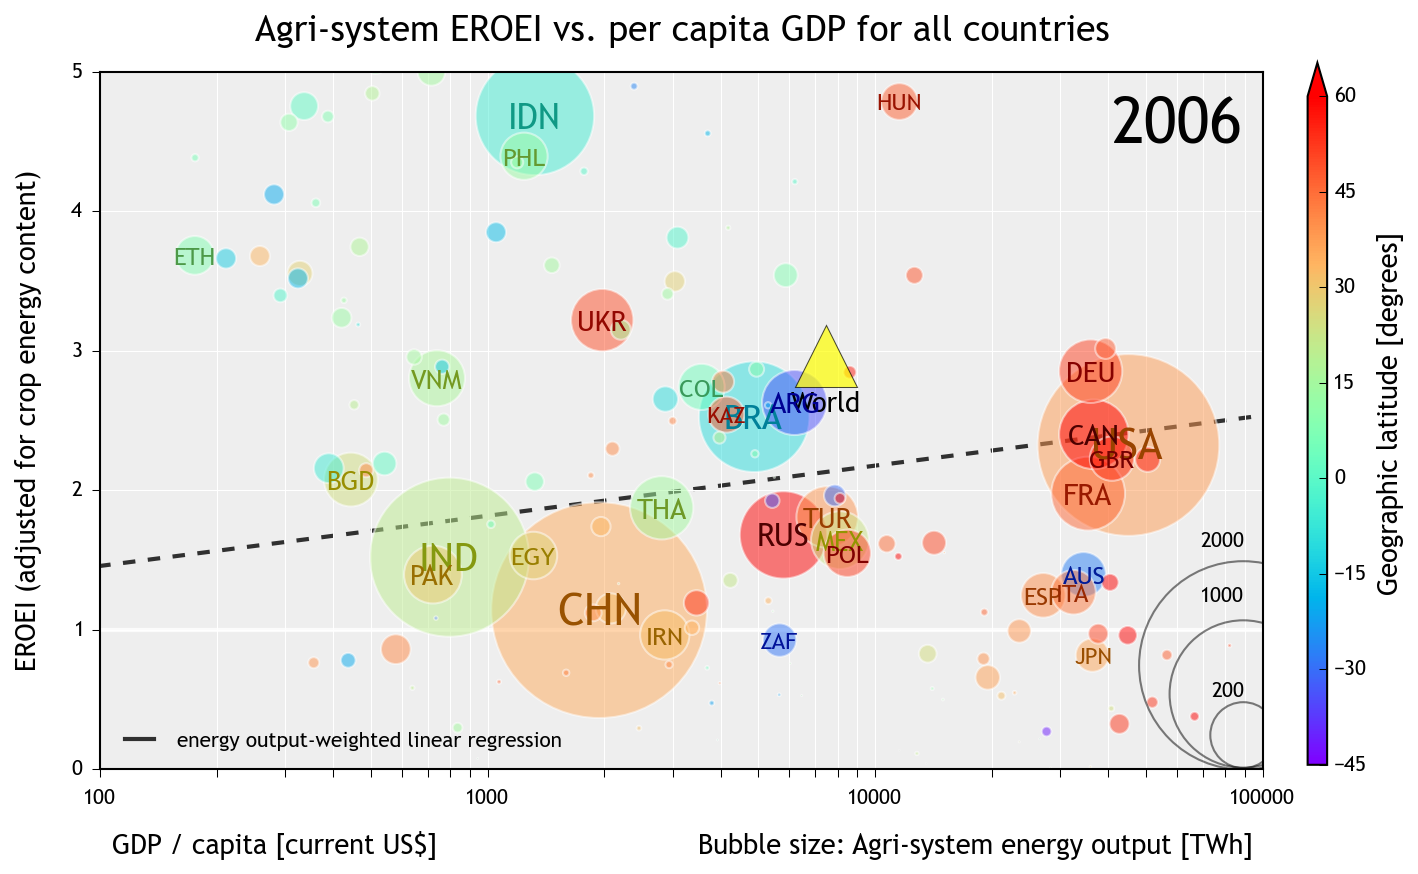 Agri-system EROEI vs. per capita GDP for all countries
2006
EROEI (adjusted for crop energy content)
5
4
3
2
1
0
IDN
PHL
HUN
ETH
UKR
VNM
COL
KAZ
BRA
ARG
World
DEU
CAN
USA
GBR
FRA
BGD
THA
TUR
RUS
MEX
POL
IND
PAK
EGY
CHN
IRN
ZAF
AUS
ESP
ITA
JPN
2000
1000
200
energy output-weighted linear regression
100
1000
10000
100000
GDP / capita [current US$]
Bubble size: Agri-system energy output [TWh]
60
45
30
15
0
−15
−30
−45
Geographic latitude [degrees]